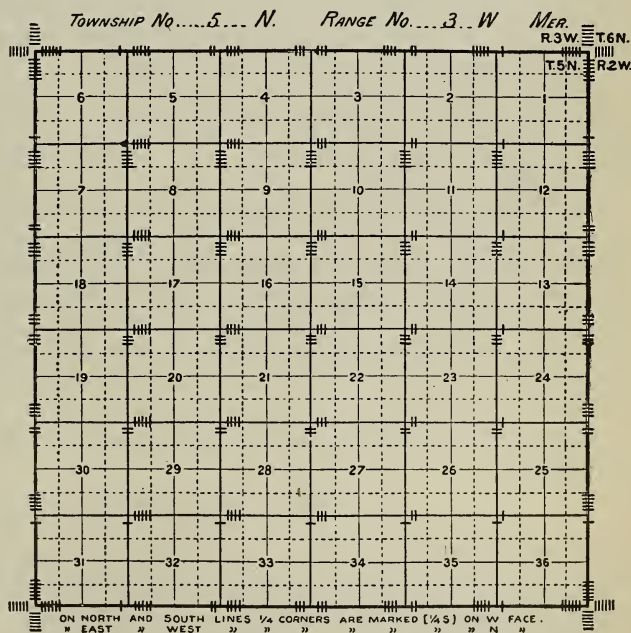 TOWNSHIP No.....5....N. RANGE No....3...W MER.
R.3W. T.6N.
T.5N. R.2W.
6 5 4 3 2 1
7 8 9 10 11 12
18 17 16 15 14 13
19 20 21 22 23 24
30 29 28 27 26 25
31 32 33 34 35 36
ON NORTH AND SOUTH LINES 1/4 CORNERS ARE MARKED (1/4 S) ON W FACE.
" EAST " WEST " " " " " " N "